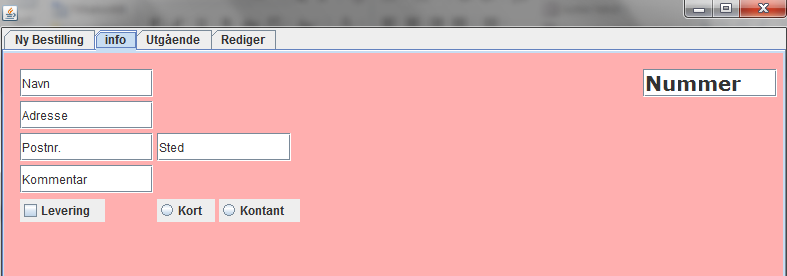 Ny Bestilling info Utgående Rediger
Navn Nummer
Adresse
Postnr. Sted
Kommentar
Levering Kort Kontant